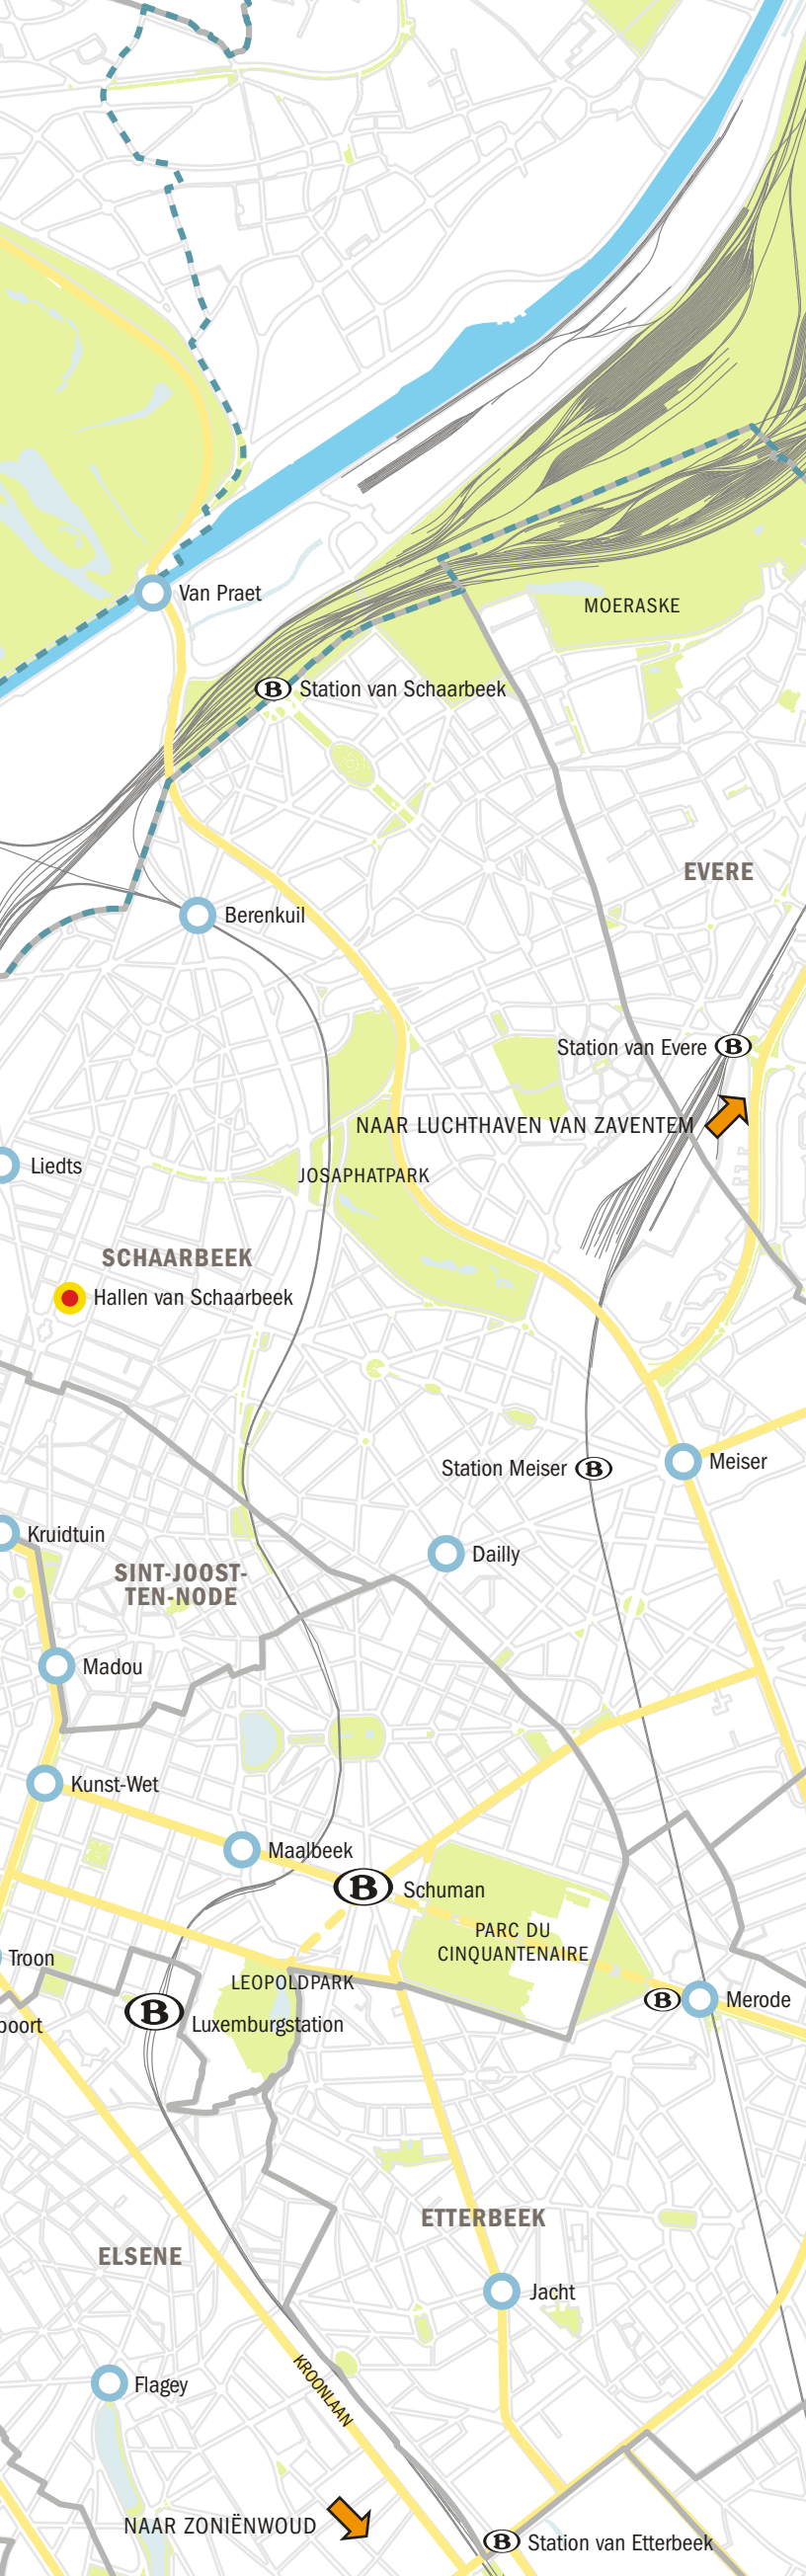 Van Praet
MOERASKE
B Station van Schaarbeek
EVERE
Berenkuil
Station van Evere B
NAAR LUCHTHAVEN VAN ZAVENTEM
Liedts
JOSAPHATPARK
SCHAARBEEK
Hallen van Schaarbeek
Station Meiser B
Meiser
Kruidtuin
Dailly
SINT-JOOST-
TEN-NODE
Madou
Kunst-Wet
Maalbeek
B Schuman
PARC DU
CINQUANTENAIRE
Troon
LEOPOLDPARK
B Merode
B Luxemburgstation
poort
ETTERBEEK
ELSENE
Jacht
KROONLAAN
Flagey
NAAR ZONIËNWOUD
B Station van Etterbeek